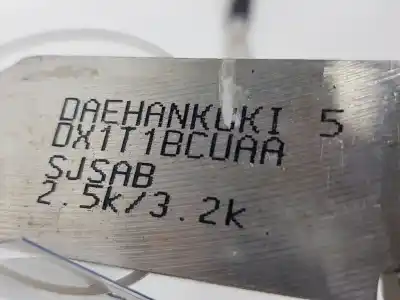 DAEHANKUKI 5
DX1T1BCUAA
SJSAB
2.5k/3.2k